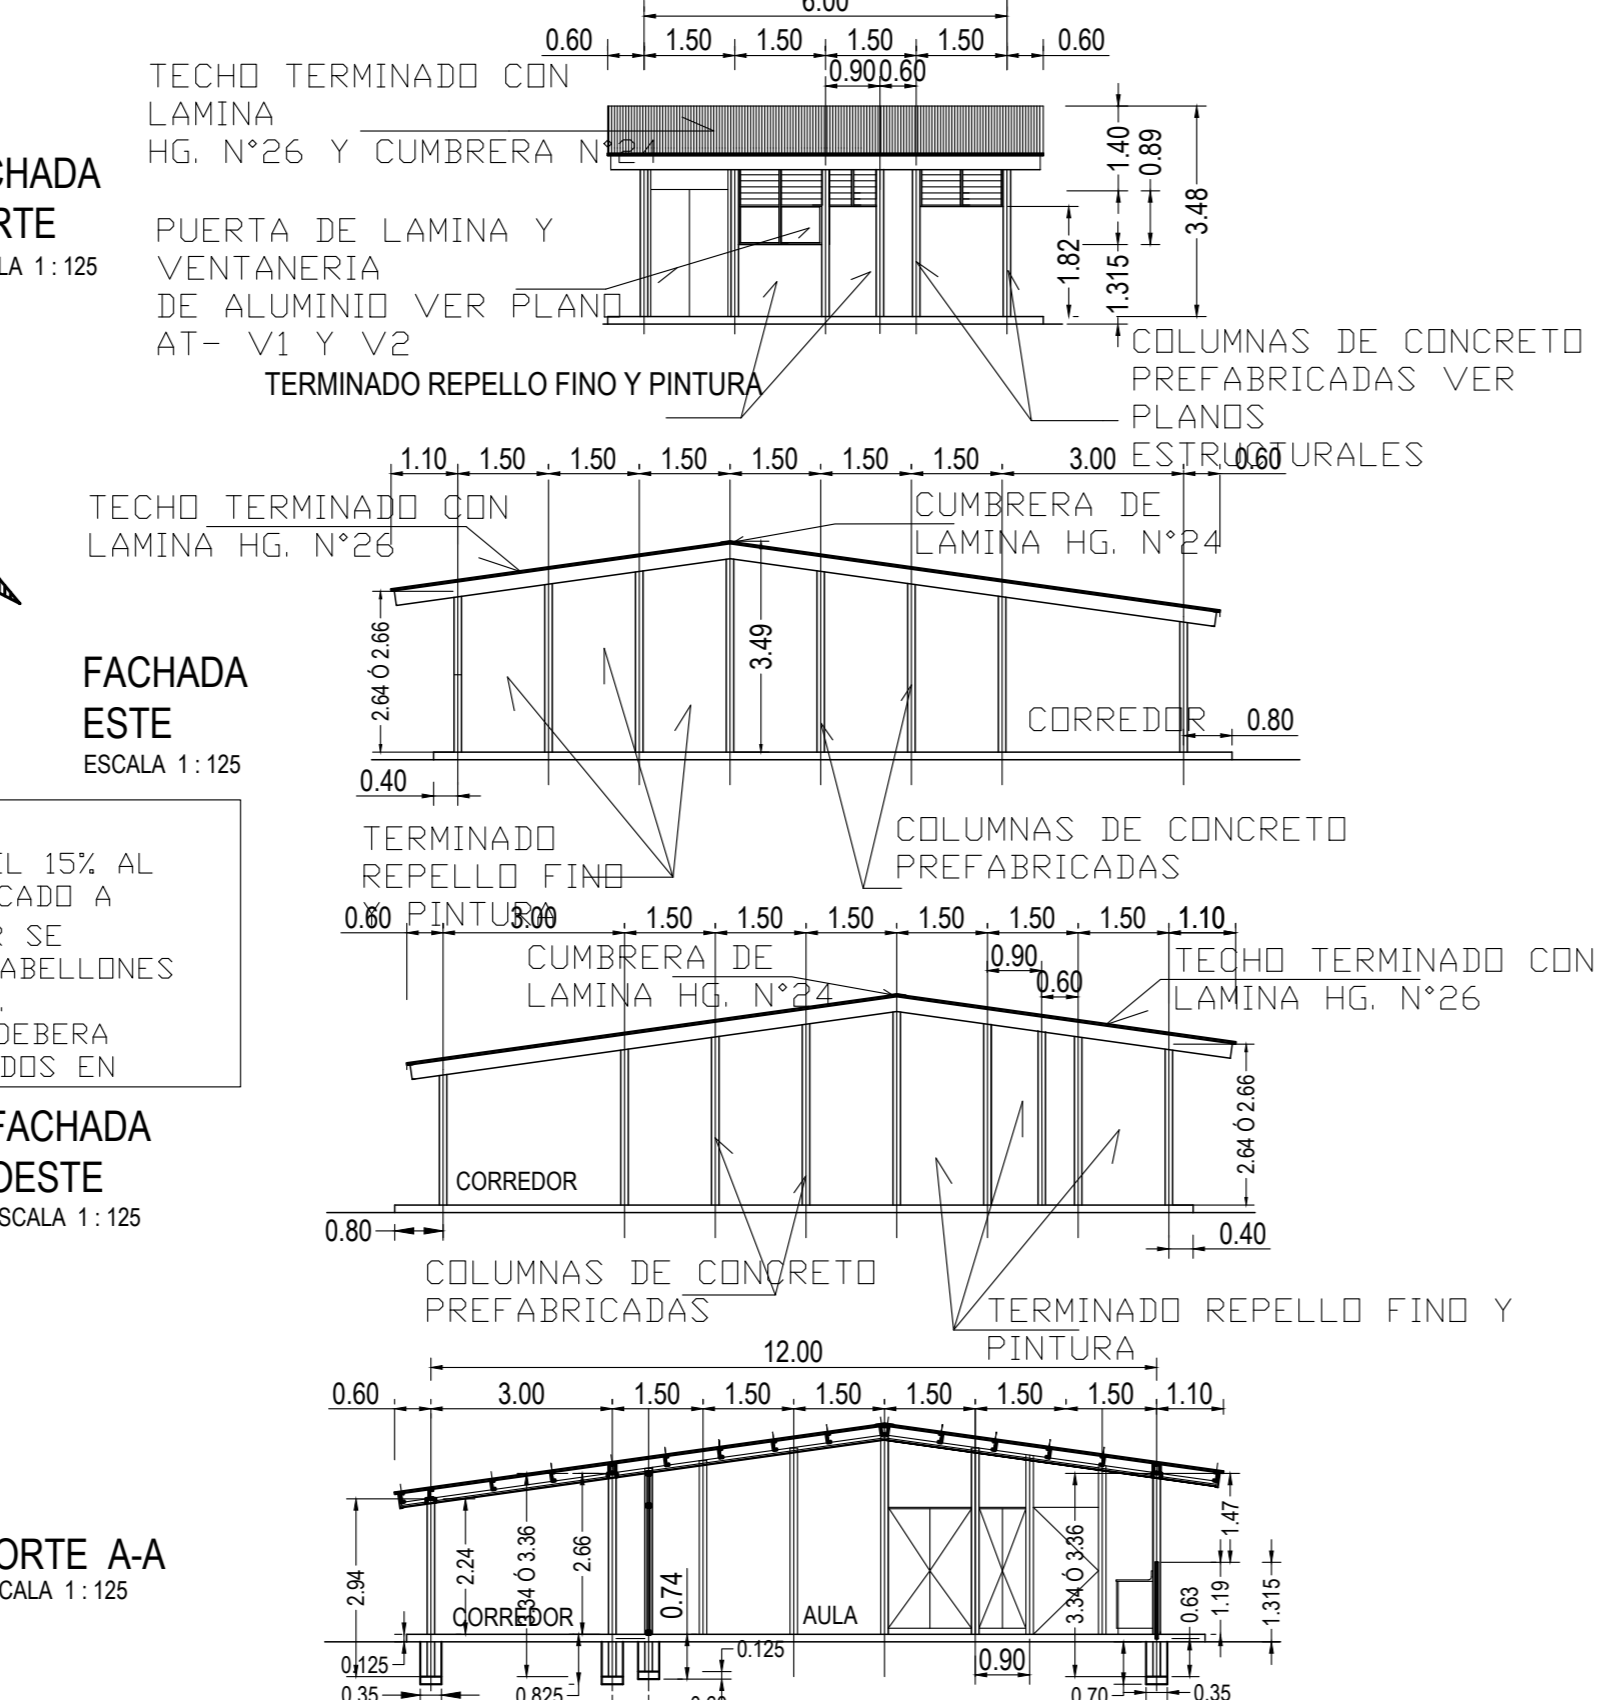 6.00
0.60 1.50 1.50 1.50 1.50 0.60
0.90 0.60
TECHO TERMINADO CON
LAMINA
HG. N°26 Y CUMBRERA N°24
CHADA
RTE
LA 1 : 125
PUERTA DE LAMINA Y
VENTANERIA
DE ALUMINIO VER PLANO
AT- V1 Y V2
1.40
0.89
3.48
1.82
1.315
TERMINADO REPELLO FINO Y PINTURA
COLUMNAS DE CONCRETO
PREFABRICADAS VER
PLANOS
ESTRUCTURALES
1.10 1.50 1.50 1.50 1.50 1.50 1.50 3.00 0.60
TECHO TERMINADO CON
LAMINA HG. N°26
CUMBRERA DE
LAMINA HG. N°24
2.64 Ó 2.66
3.49
CORREDOR
0.80
0.40
FACHADA
ESTE
ESCALA 1 : 125
TERMINADO
REPELLO FINO
Y PINTURA
COLUMNAS DE CONCRETO
PREFABRICADAS
EL 15% AL
CADO A
R SE
ABELLONES
DEBERA
DOS EN
0.60 3.00 1.50 1.50 1.50 1.50 1.50 1.10
0.90
0.60
CUMBRERA DE
LAMINA HG. N°24
TECHO TERMINADO CON
LAMINA HG. N°26
2.64 Ó 2.66
CORREDOR
0.80
0.40
FACHADA
OESTE
SCALA 1 : 125
COLUMNAS DE CONCRETO
PREFABRICADAS
TERMINADO REPELLO FINO Y
PINTURA
12.00
0.60 3.00 1.50 1.50 1.50 1.50 1.50 1.50 1.10
2.94
2.24
3.34 Ó 3.36
2.66
0.74
3.34 Ó 3.36
1.47
0.63
1.19
1.315
CORREDOR
AULA
ORTE A-A
CALA 1 : 125
0.125
0.125
0.90
0.35
0.825
0.70
0.35